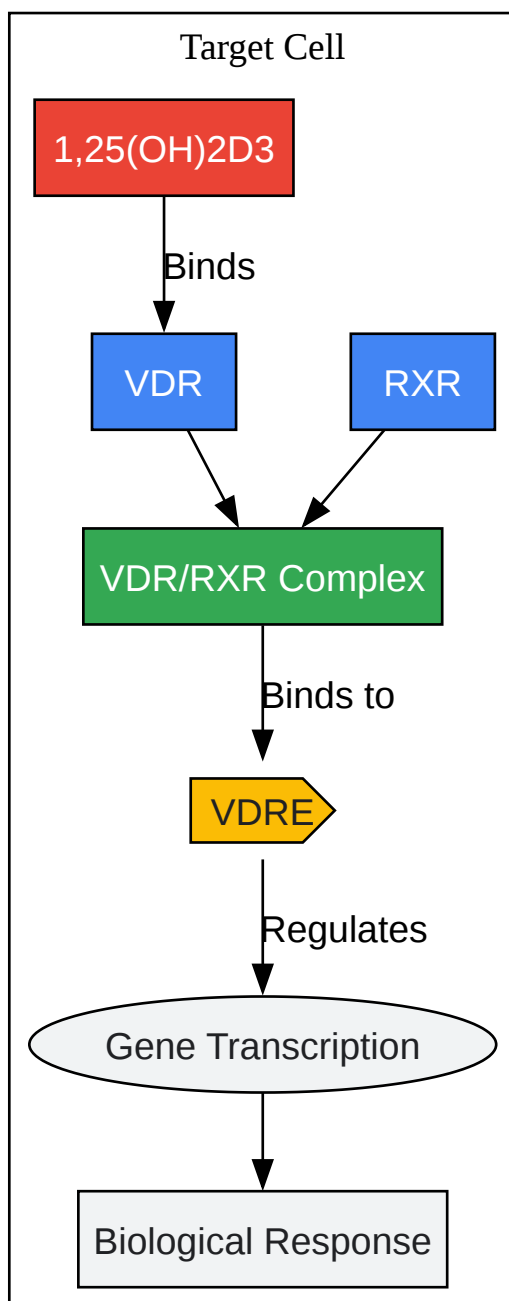 Target Cell
1,25(OH)2D3
Binds
VDR
RXR
VDR/RXR Complex
Binds to
VDRE
Regulates
Gene Transcription
Biological Response